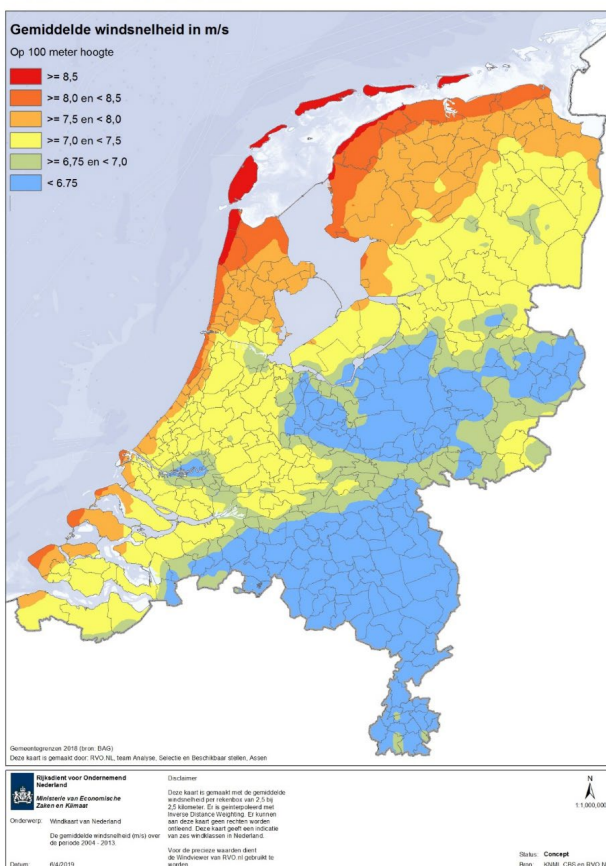 Gemiddelde windsnelheid in m/s
Op 100 meter hoogte
>= 8,5
>= 8,0 en < 8,5
>= 7,5 en < 8,0
>= 7,0 en < 7,5
>= 6,75 en < 7,0
< 6.75
Gemeentegrenzen 2018 (bron: BAG)
Deze kaart is gemaakt door: RVO.NL, team Analyse, Selectie en Beschikbaar stellen, Assen
Rijksdienst voor Ondernemend
Nederland
Ministerie van Economische
Zaken en Klimaat
Onderwerp: Windkaart van Nederland
De gemiddelde windsnelheid (m/s) over
de periode 2004 - 2013.
Datum: 6/4/2019
Disclaimer
Deze kaart is gemaakt met de gemiddelde
windsnelheid per rekenbox van 2,5 bij
2,5 kilometer. Er is geinterpoleerd met
Inverse Distance Weighting. Er kunnen
aan deze kaart geen rechten worden
ontleend. Deze kaart geeft een indicatie
van zes windklassen in Nederland.
Voor de precieze waarden dient
de Windviewer van RVO.nl gebruikt te
worden.
N
1:1,000,000
Status: Concept
Bron: KNMI, CBS en RVO.NL